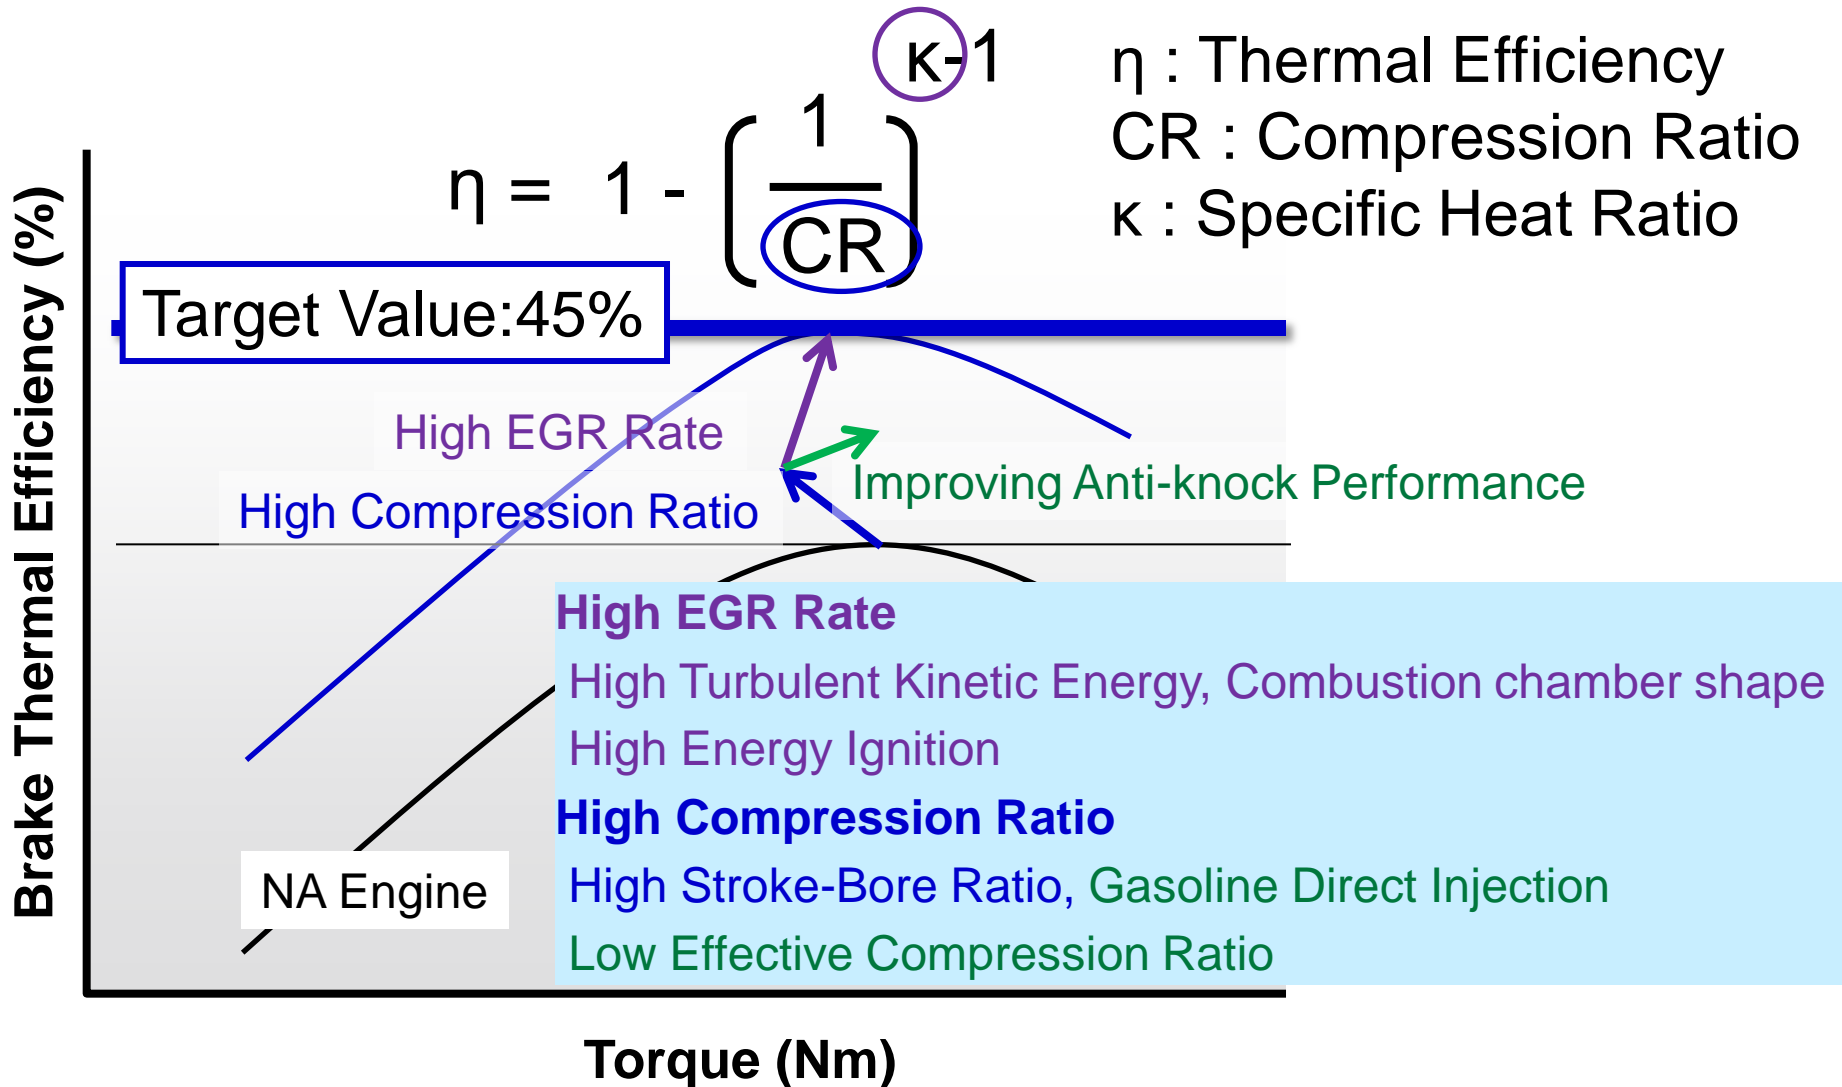 η = 1 - (1/CR)^κ-1
η : Thermal Efficiency
CR : Compression Ratio
κ : Specific Heat Ratio
Brake Thermal Efficiency (%)
Target Value:45%
High EGR Rate
Improving Anti-knock Performance
High Compression Ratio
High EGR Rate
High Turbulent Kinetic Energy, Combustion chamber shape
High Energy Ignition
High Compression Ratio
High Stroke-Bore Ratio, Gasoline Direct Injection
Low Effective Compression Ratio
NA Engine
Torque (Nm)